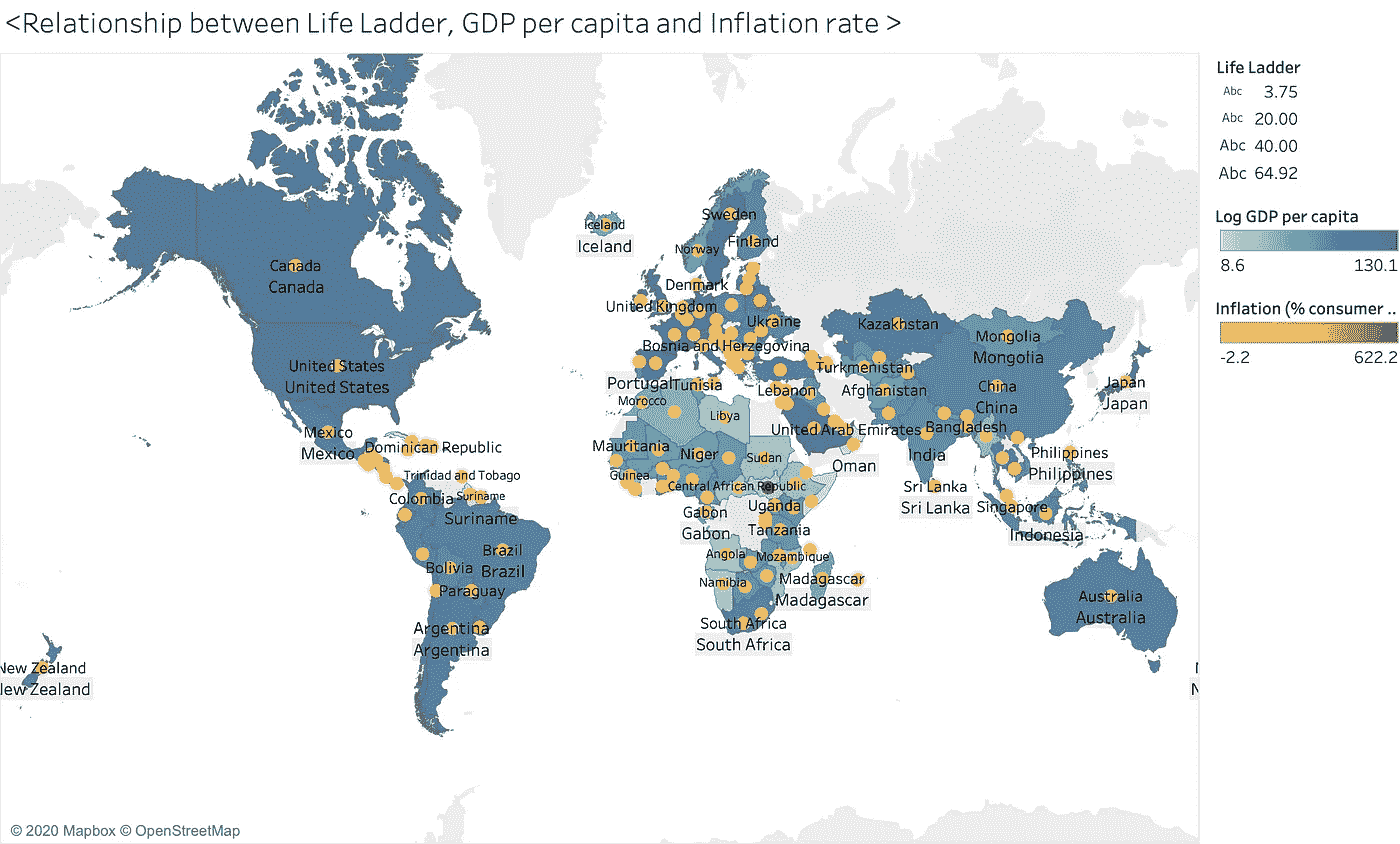 <Relationship between Life Ladder, GDP per capita and Inflation rate >
Life Ladder
Abc 3.75
Abc 20.00
Abc 40.00
Abc 64.92
Log GDP per capita
8.6 130.1
Inflation (% consumer ..
-2.2 622.2
Sweden
Iceland
Iceland
Norway
Finland
Canada
Canada
Denmark
United Kingdom
Ukraine
Kazakhstan
Mongolia
Mongolia
Bosnia and Herzegovina
United States
United States
Turkmenistan
Portugal
Tunisia
Lebanon
Afghanistan
China
China
Japan
Japan
Morocco
Libya
Mexico
Mexico
Dominican Republic
Mauritania
Niger
Sudan
United Arab Emirates
Bangladesh
India
Oman
Philippines
Philippines
Trinidad and Tobago
Guinea
Central African Republic
Colombia
Suriname
Suriname
Gabon
Gabon
Uganda
Tanzania
Sri Lanka
Sri Lanka
Singapore
Indonesia
Brazil
Brazil
Bolivia
Angola
Mozambique
Paraguay
Namibia
Madagascar
Madagascar
Australia
Australia
Argentina
Argentina
South Africa
South Africa
New Zealand
New Zealand
N
© 2020 Mapbox © OpenStreetMap